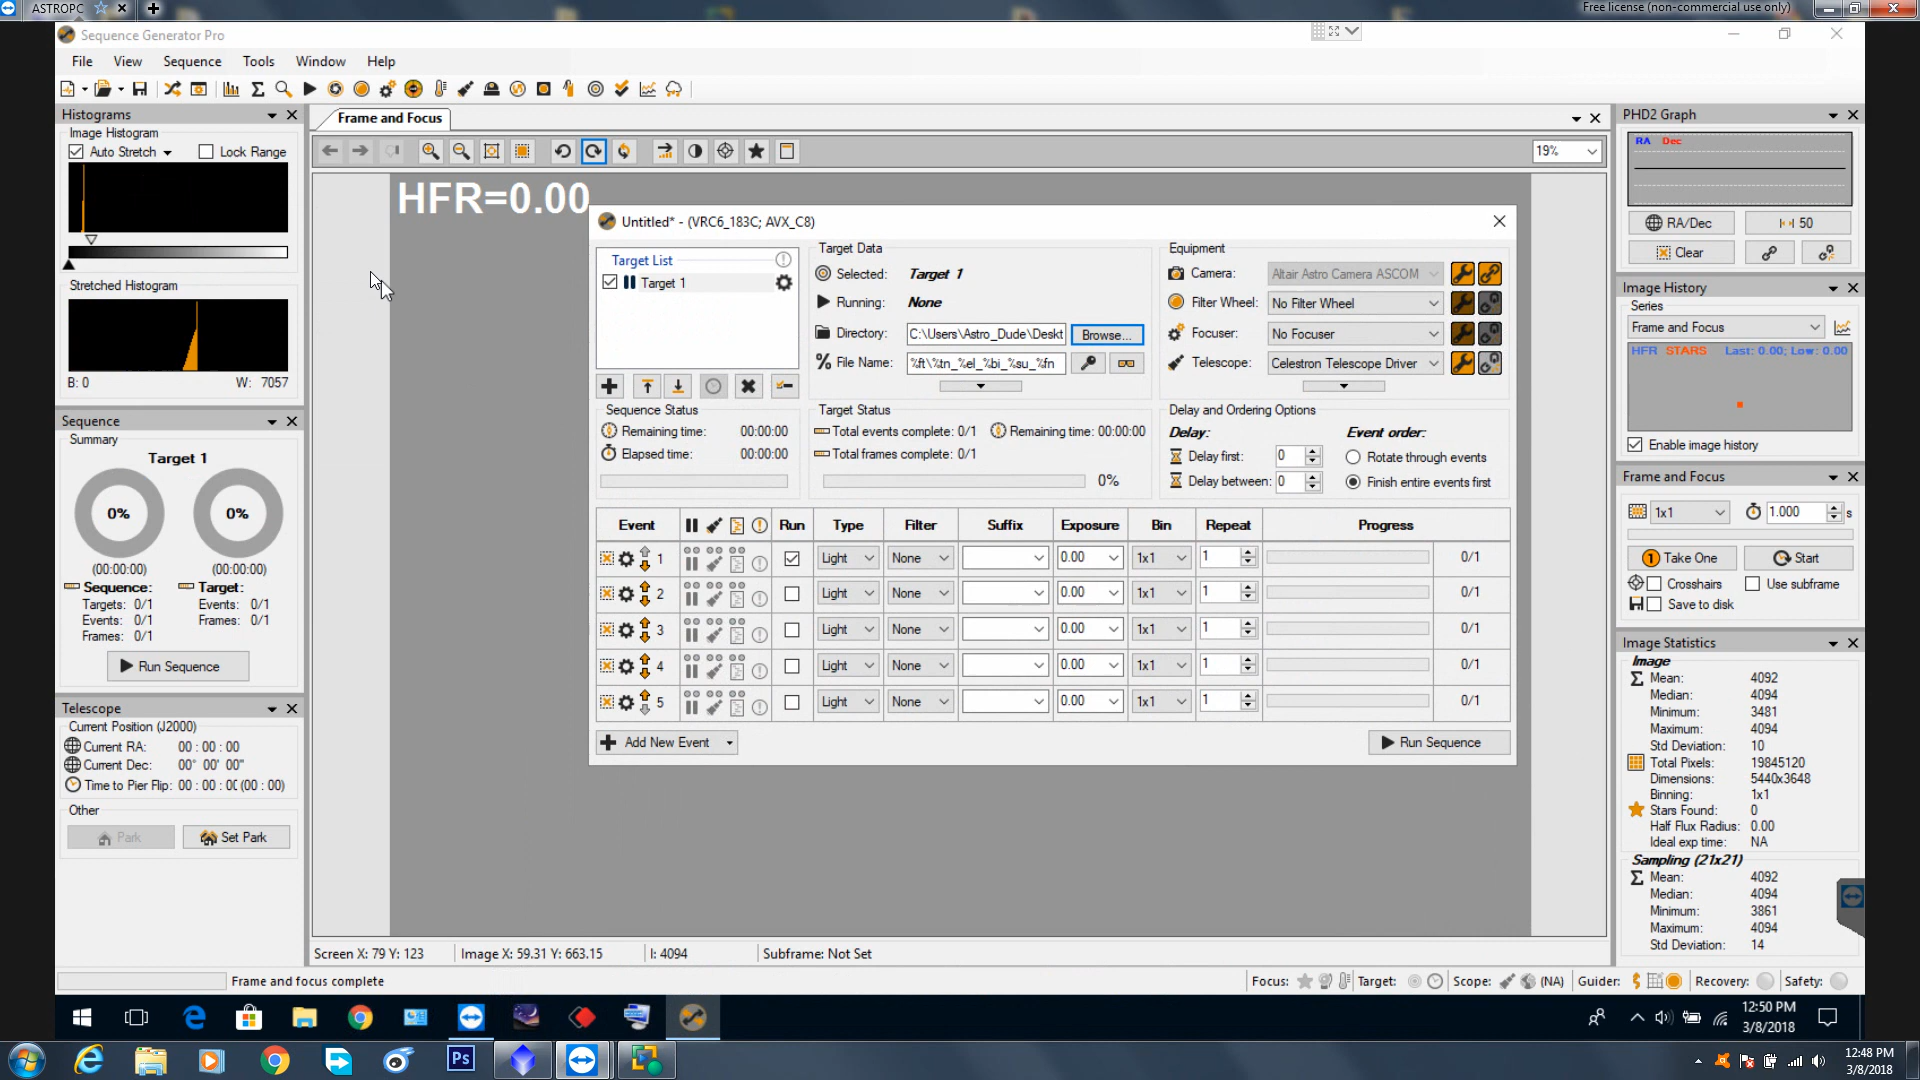 ASTROPC
Free license (non-commercial use only)
Sequence Generator Pro
File View Sequence Tools Window Help
Histograms
Image Histogram
Auto Stretch Lock Range
Stretched Histogram
B: 0 W: 7057
Sequence
Summary
Target 1
0% 0%
(00:00:00) (00:00:00)
Sequence: Target:
Targets: 0/1 Events: 0/1
Events: 0/1 Frames: 0/1
Frames: 0/1
Run Sequence
Telescope
Current Position (J2000)
Current RA: 00 : 00 : 00
Current Dec: 00° 00' 00"
Time to Pier Flip: 00 : 00 : 0( (00 : 00)
Other
Park Set Park
Frame and Focus
19%
HFR=0.00
Untitled* - (VRC6_183C; AVX_C8)
Target List
Target 1
Target Data
Selected: Target 1
Running: None
Directory: C:\Users\Astro_Dude\Deskt Browse...
File Name: %ft\%tn_%el_%bi_%su_%fn
Equipment
Camera: Altair Astro Camera ASCOM
Filter Wheel: No Filter Wheel
Focuser: No Focuser
Telescope: Celestron Telescope Driver
Sequence Status
Remaining time: 00:00:00
Elapsed time: 00:00:00
Target Status
Total events complete: 0/1 Remaining time: 00:00:00
Total frames complete: 0/1
0%
Delay and Ordering Options
Delay: Event order:
Delay first: 0 Rotate through events
Delay between: 0 Finish entire events first
Event Run Type Filter Suffix Exposure Bin Repeat Progress
1 Light None 0.00 1x1 1 0/1
2 Light None 0.00 1x1 1 0/1
3 Light None 0.00 1x1 1 0/1
4 Light None 0.00 1x1 1 0/1
5 Light None 0.00 1x1 1 0/1
Add New Event Run Sequence
Screen X: 79 Y: 123 Image X: 59.31 Y: 663.15 I: 4094 Subframe: Not Set
PHD2 Graph
RA Dec
RA/Dec 50
Clear
Image History
Series
Frame and Focus
HFR STARS Last: 0.00; Low: 0.00
Enable image history
Frame and Focus
1x1 1.000 s
Take One Start
Crosshairs Use subframe
Save to disk
Image Statistics
Image
Mean: 4092
Median: 4094
Minimum: 3481
Maximum: 4094
Std Deviation: 10
Total Pixels: 19845120
Dimensions: 5440x3648
Binning: 1x1
Stars Found: 0
Half Flux Radius: 0.00
Ideal exp time: NA
Sampling (21x21)
Mean: 4092
Median: 4094
Minimum: 3861
Maximum: 4094
Std Deviation: 14
Frame and focus complete
Focus: Target: Scope: (NA) Guider: Recovery: Safety:
12:50 PM
3/8/2018
Ps
12:48 PM
3/8/2018